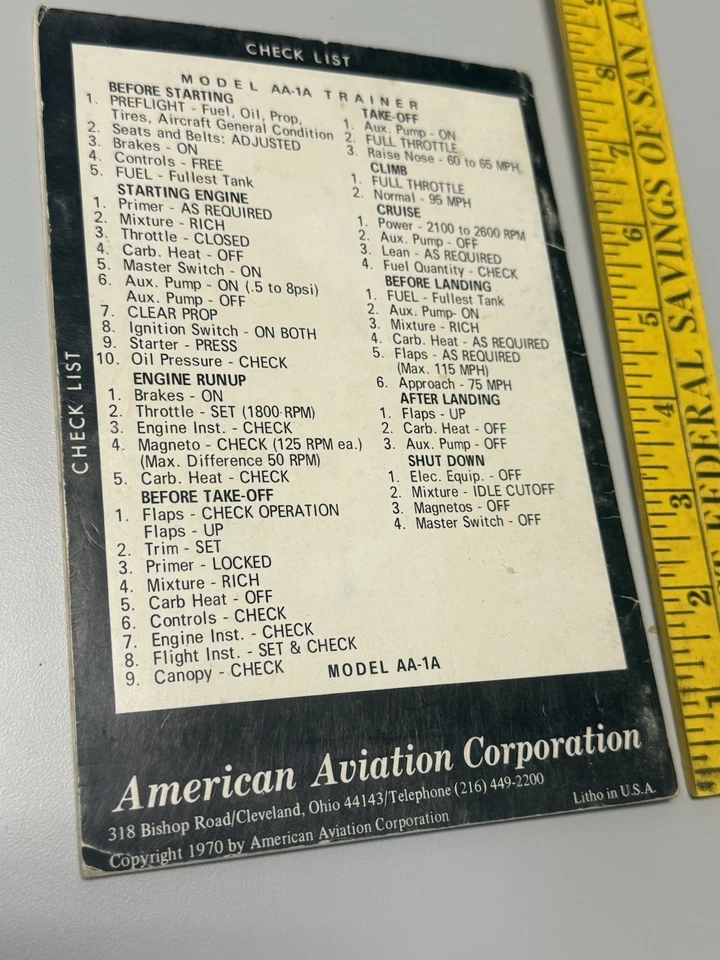 CHECK LIST
CHECK LIST
MODEL AA-1A TRAINER
BEFORE STARTING
1. PREFLIGHT - Fuel, Oil, Prop,
Tires, Aircraft General Condition
2. Seats and Belts: ADJUSTED
3. Brakes - ON
4. Controls - FREE
5. FUEL - Fullest Tank
STARTING ENGINE
1. Primer - AS REQUIRED
2. Mixture - RICH
3. Throttle - CLOSED
4. Carb. Heat - OFF
5. Master Switch - ON
6. Aux. Pump - ON (.5 to 8psi)
Aux. Pump - OFF
7. CLEAR PROP
8. Ignition Switch - ON BOTH
9. Starter - PRESS
10. Oil Pressure - CHECK
ENGINE RUNUP
1. Brakes - ON
2. Throttle - SET (1800 RPM)
3. Engine Inst. - CHECK
4. Magneto - CHECK (125 RPM ea.)
(Max. Difference 50 RPM)
5. Carb. Heat - CHECK
BEFORE TAKE-OFF
1. Flaps - CHECK OPERATION
Flaps - UP
2. Trim - SET
3. Primer - LOCKED
4. Mixture - RICH
5. Carb Heat - OFF
6. Controls - CHECK
7. Engine Inst. - CHECK
8. Flight Inst. - SET & CHECK
9. Canopy - CHECK
TAKE-OFF
1. Aux. Pump - ON
2. FULL THROTTLE
3. Raise Nose - 60 to 65 MPH
CLIMB
1. FULL THROTTLE
2. Normal - 95 MPH
CRUISE
1. Power - 2100 to 2600 RPM
2. Aux. Pump - OFF
3. Lean - AS REQUIRED
4. Fuel Quantity - CHECK
BEFORE LANDING
1. FUEL - Fullest Tank
2. Aux. Pump- ON
3. Mixture - RICH
4. Carb. Heat - AS REQUIRED
5. Flaps - AS REQUIRED
(Max. 115 MPH)
6. Approach - 75 MPH
AFTER LANDING
1. Flaps - UP
2. Carb. Heat - OFF
3. Aux. Pump - OFF
SHUT DOWN
1. Elec. Equip. - OFF
2. Mixture - IDLE CUTOFF
3. Magnetos - OFF
4. Master Switch - OFF
MODEL AA-1A
American Aviation Corporation
318 Bishop Road/Cleveland, Ohio 44143/Telephone (216) 449-2200
Copyright 1970 by American Aviation Corporation
Litho in U.S.A.
FEDERAL SAVINGS OF SAN
1 2 3 4 5 6 7 8